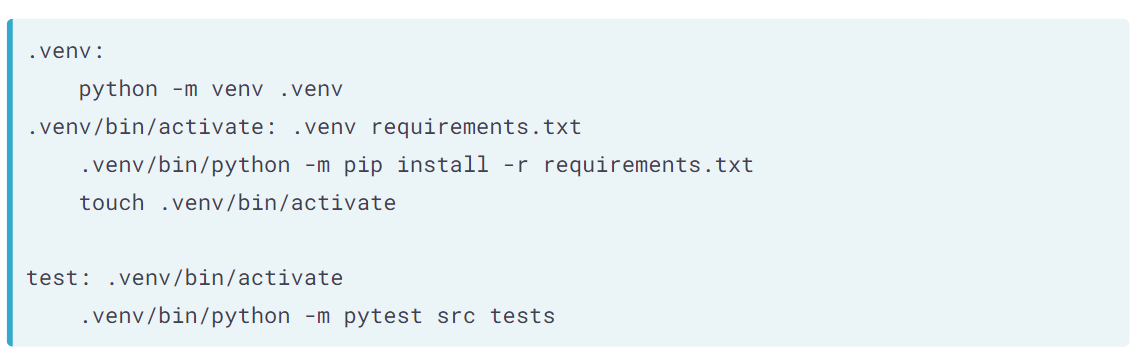 .venv:
    python -m venv .venv
.venv/bin/activate: .venv requirements.txt
    .venv/bin/python -m pip install -r requirements.txt
    touch .venv/bin/activate

test: .venv/bin/activate
    .venv/bin/python -m pytest src tests